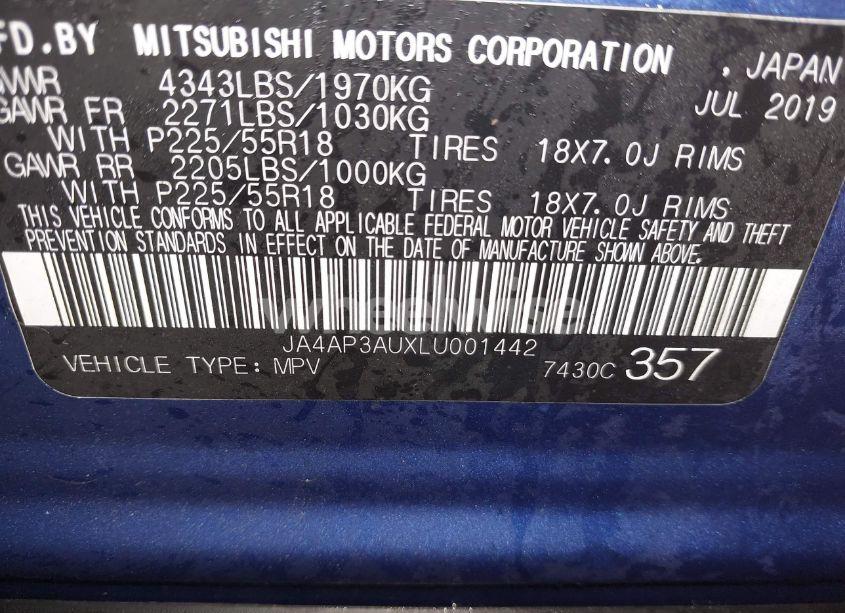 FD.BY MITSUBISHI MOTORS CORPORATION , JAPAN
GVWR 4343LBS/1970KG JUL 2019
GAWR FR 2271LBS/1030KG
WITH P225/55R18 TIRES 18X7.0J RIMS
GAWR RR 2205LBS/1000KG
WITH P225/55R18 TIRES 18X7.0J RIMS
THIS VEHICLE CONFORMS TO ALL APPLICABLE FEDERAL MOTOR VEHICLE SAFETY AND THEFT
PREVENTION STANDARDS IN EFFECT ON THE DATE OF MANUFACTURE SHOWN ABOVE.
wheelwise
JA4AP3AUXLU001442
VEHICLE TYPE: MPV 7430C 357